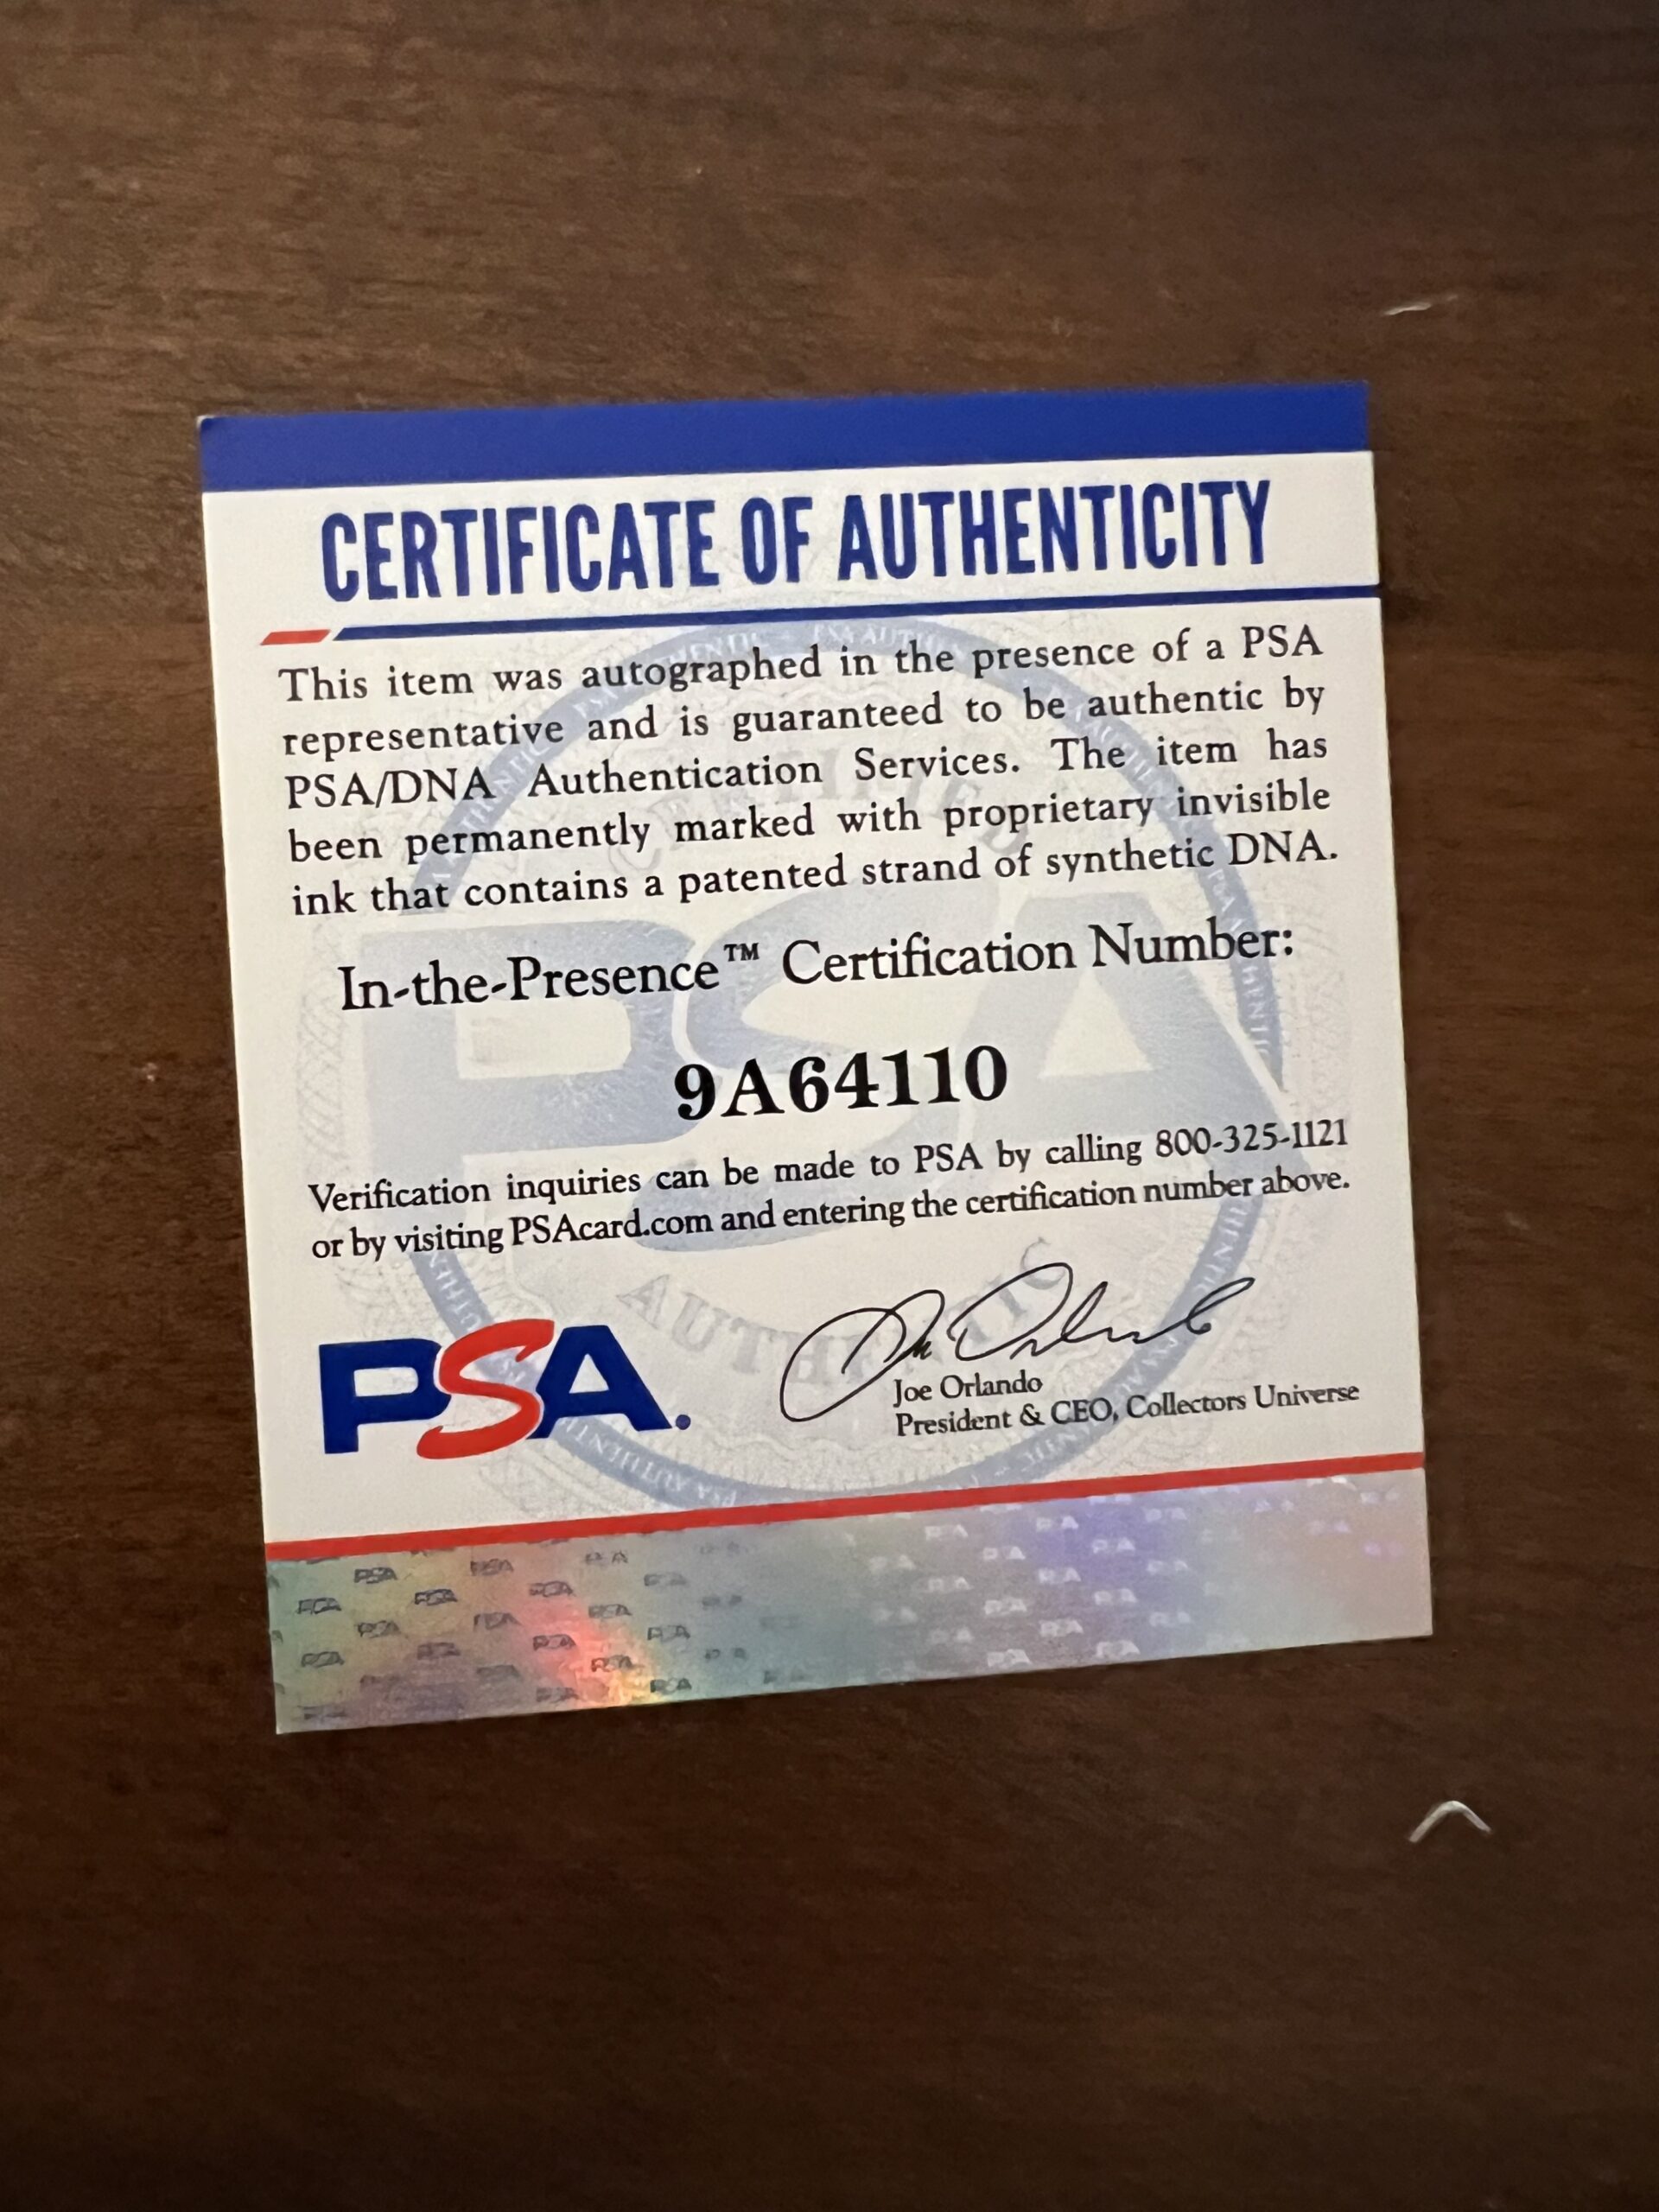 CERTIFICATE OF AUTHENTICITY
This item was autographed in the presence of a PSA
representative and is guaranteed to be authentic by
PSA/DNA Authentication Services. The item has
been permanently marked with proprietary invisible
ink that contains a patented strand of synthetic DNA.
In-the-Presence™ Certification Number:
9A64110
Verification inquiries can be made to PSA by calling 800-325-1121
or by visiting PSAcard.com and entering the certification number above.
PSA.
Joe Orlando
President & CEO, Collectors Universe